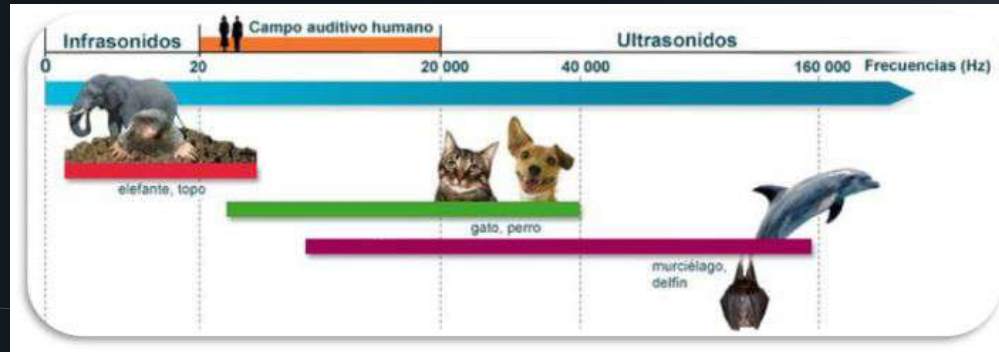 Infrasonidos
Campo auditivo humano
Ultrasonidos
0 20 20 000 40 000 160 000 Frecuencias (Hz)
elefante, topo
gato, perro
murciélago,
delfin